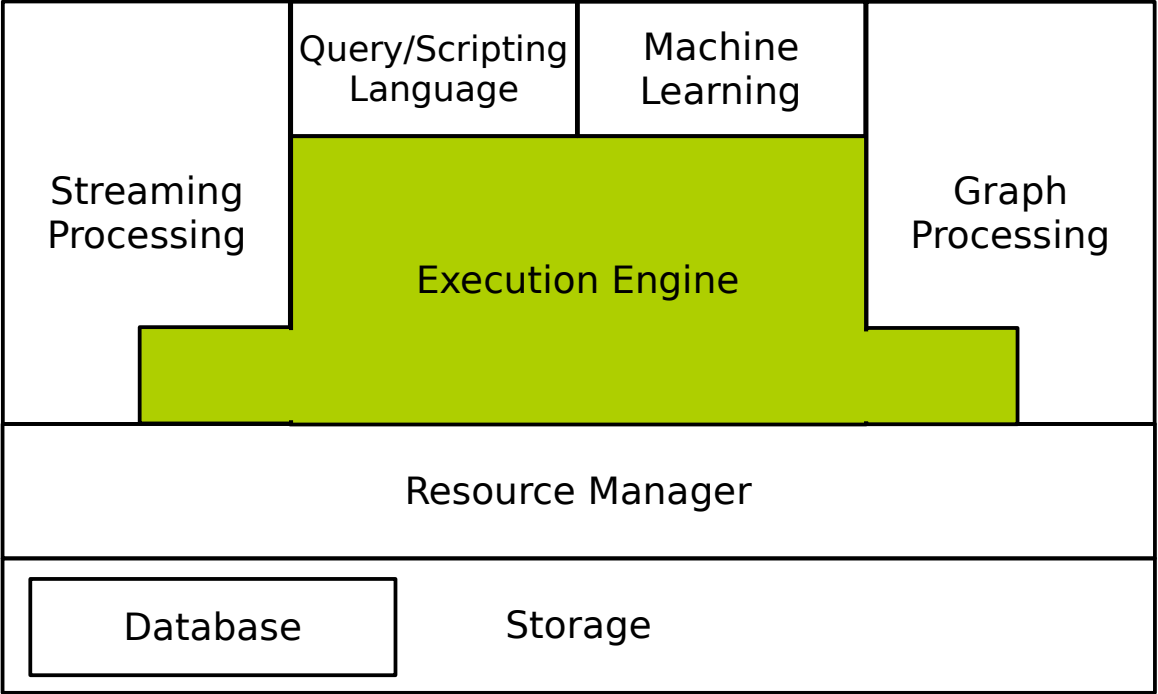 Query/Scripting
Language
Machine
Learning
Streaming
Processing
Graph
Processing
Execution Engine
Resource Manager
Database
Storage